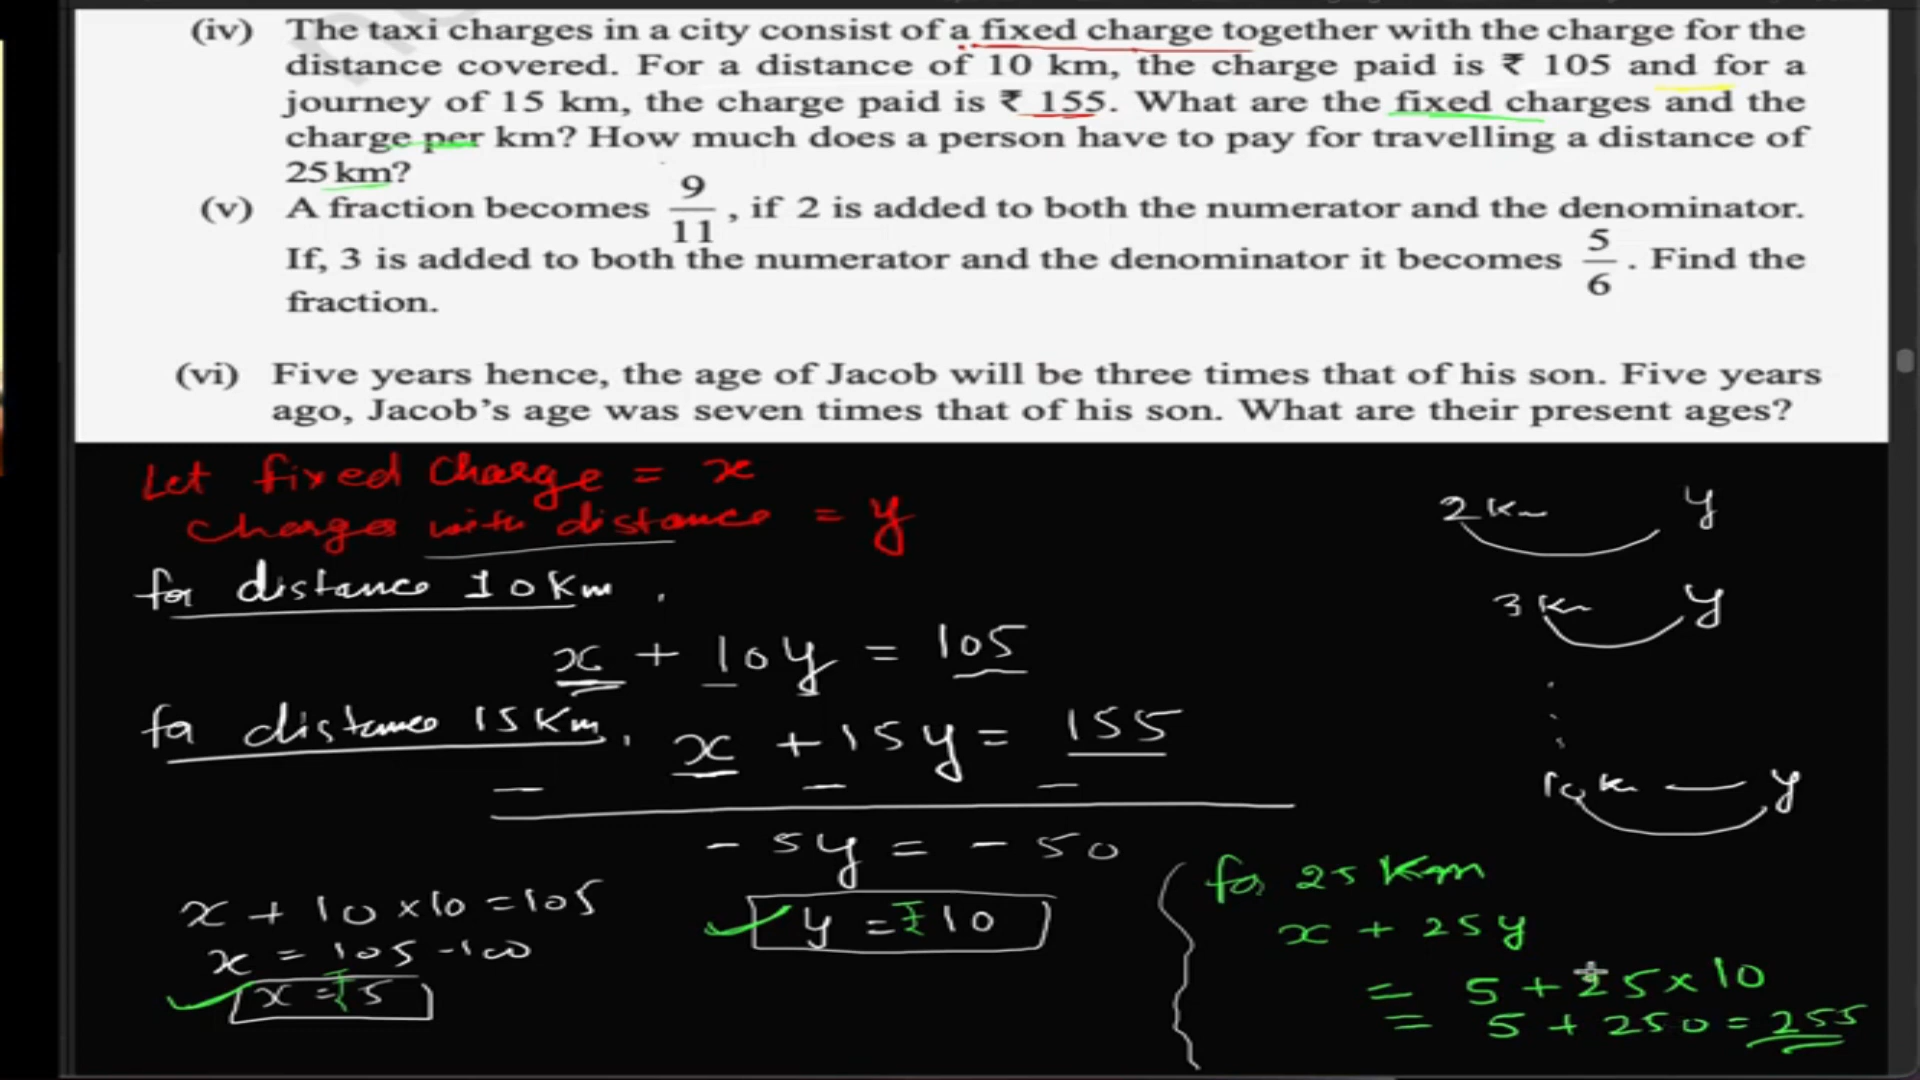 (iv) The taxi charges in a city consist of a fixed charge together with the charge for the
distance covered. For a distance of 10 km, the charge paid is ₹ 105 and for a
journey of 15 km, the charge paid is ₹ 155. What are the fixed charges and the
charge per km? How much does a person have to pay for travelling a distance of
25 km?
(v) A fraction becomes 9/11, if 2 is added to both the numerator and the denominator.
If, 3 is added to both the numerator and the denominator it becomes 5/6. Find the
fraction.
(vi) Five years hence, the age of Jacob will be three times that of his son. Five years
ago, Jacob's age was seven times that of his son. What are their present ages?
Let fixed charge = x
charges with distance = y
for distance 10 Km.
x + 10y = 105
for distance 15 Km. x + 15y = 155
- - -
- 5y = - 50
y = ₹10
x + 10 × 10 = 105
x = 105 - 100
x = ₹5
2 Km y
3 Km y
10 Km — y
for 25 Km
x + 25y
= 5 + 25 × 10
= 5 + 250 = 255